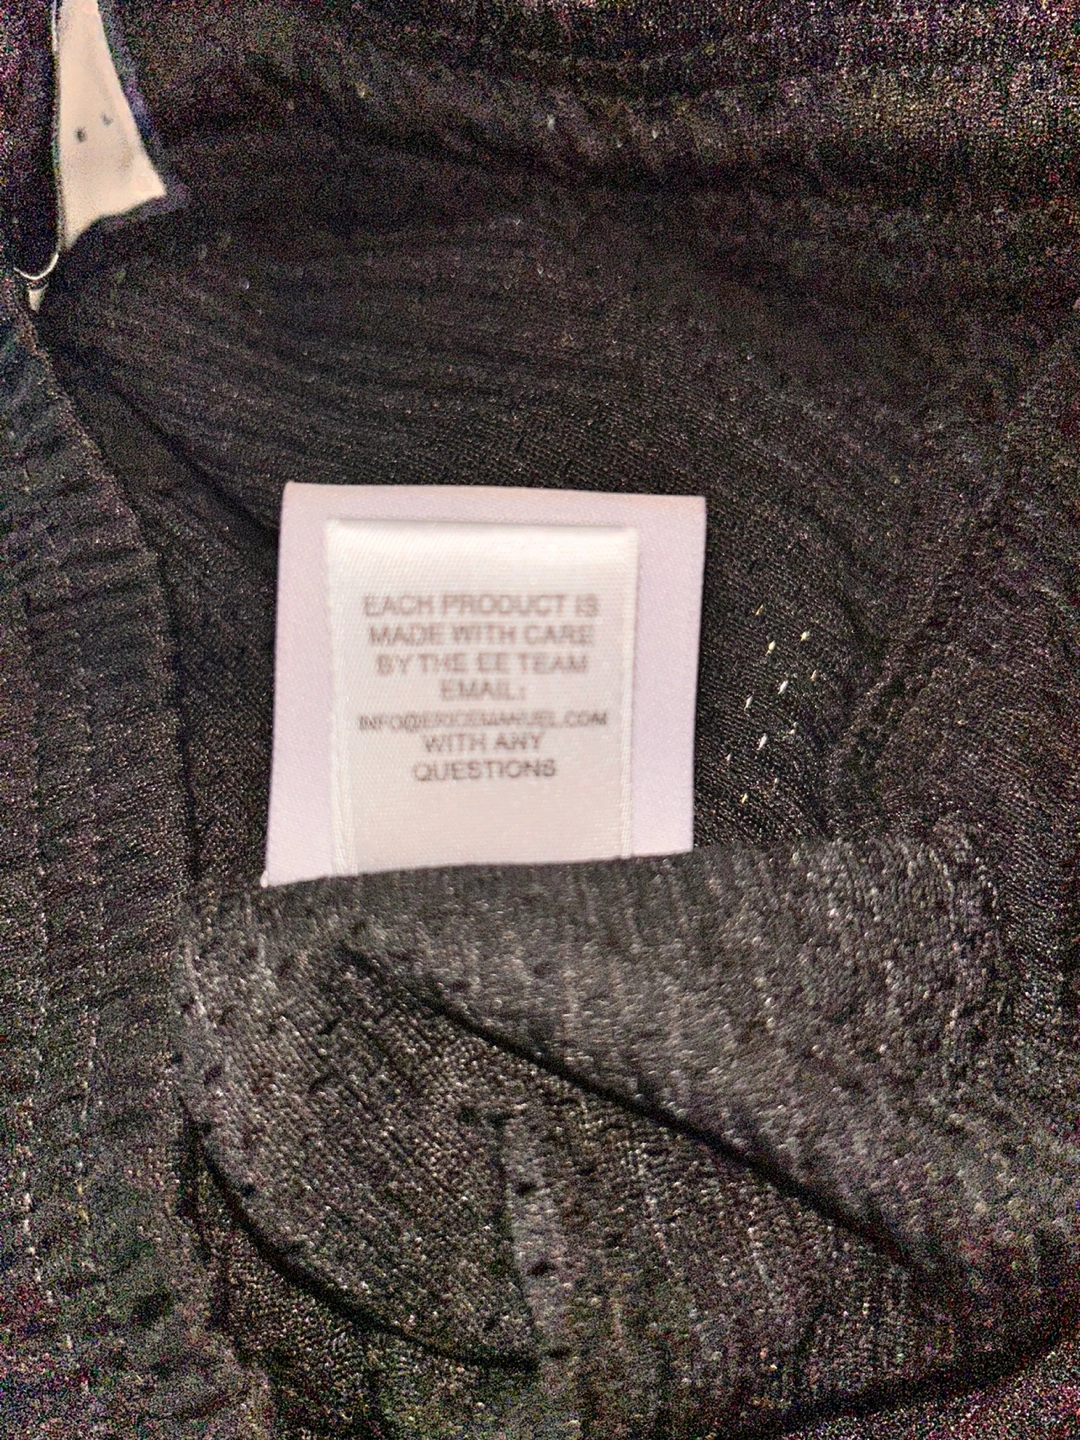 EACH PRODUCT IS
MADE WITH CARE
BY THE EE TEAM
EMAIL:
INFO@ERICEMANUEL.COM
WITH ANY
QUESTIONS